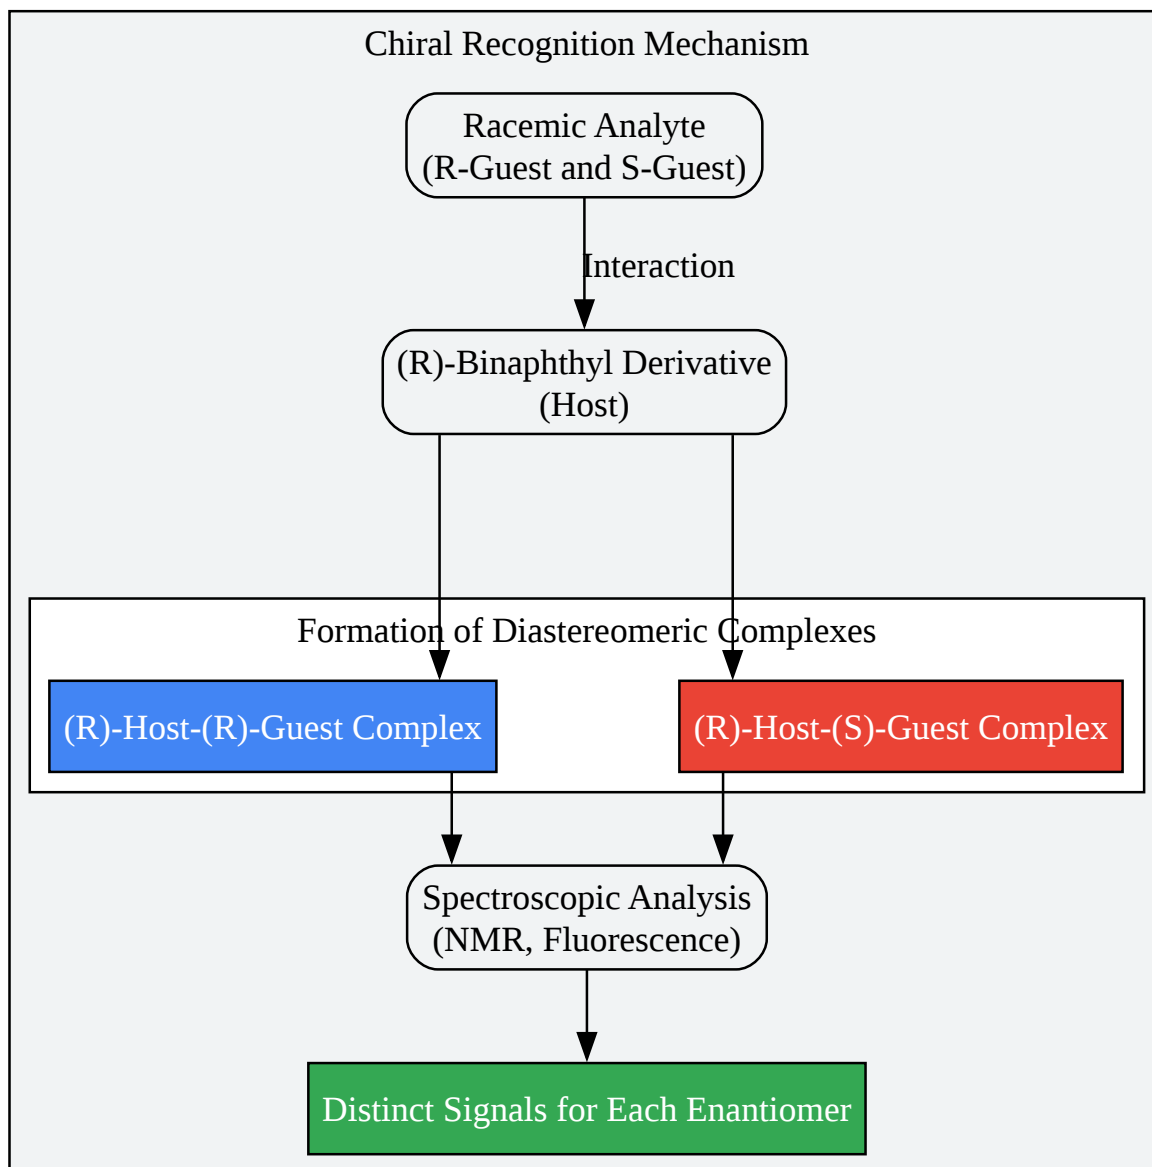 Chiral Recognition Mechanism
Racemic Analyte
(R-Guest and S-Guest)
Interaction
(R)-Binaphthyl Derivative
(Host)
Formation of Diastereomeric Complexes
(R)-Host-(R)-Guest Complex
(R)-Host-(S)-Guest Complex
Spectroscopic Analysis
(NMR, Fluorescence)
Distinct Signals for Each Enantiomer